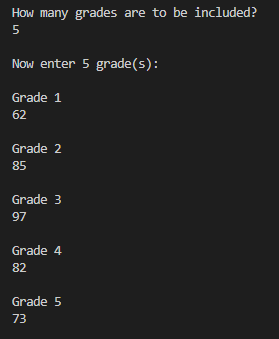 How many grades are to be included?
5
Now enter 5 grade(s):
Grade 1
62
Grade 2
85
Grade 3
97
Grade 4
82
Grade 5
73